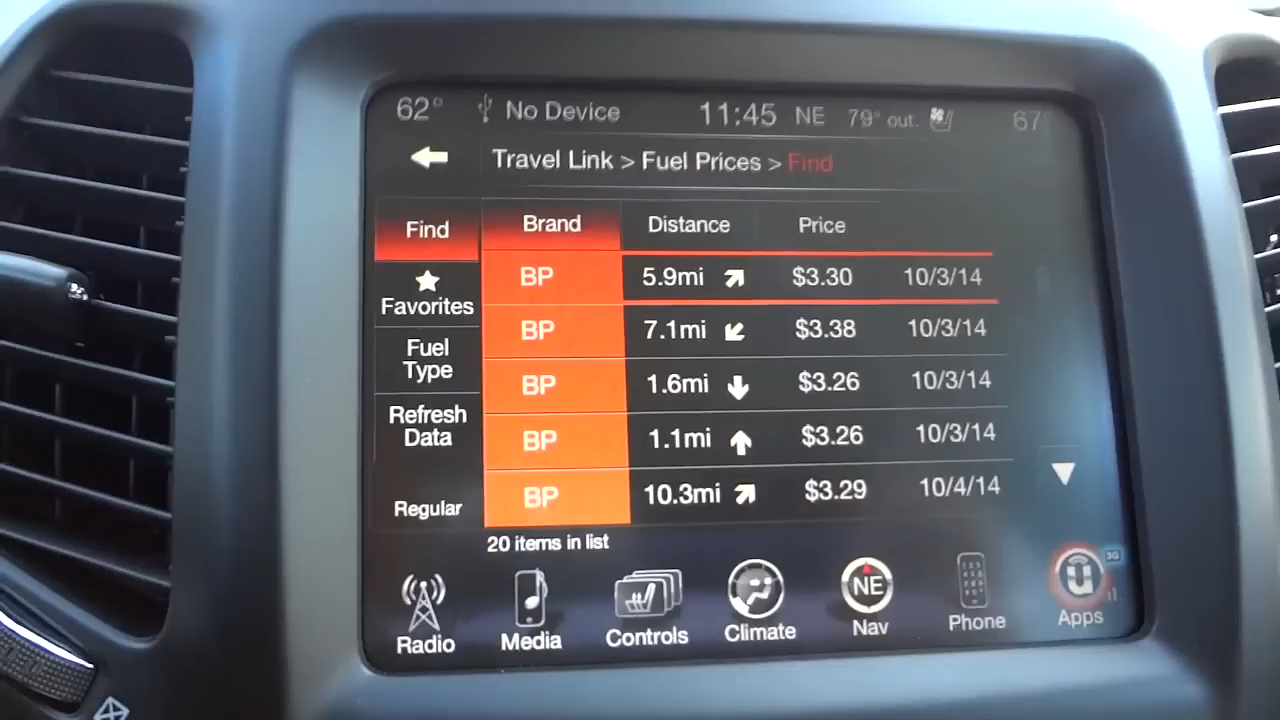 62° No Device 11:45 NE 79° out. 67
Travel Link > Fuel Prices > Find
Find Brand Distance Price
BP 5.9mi $3.30 10/3/14
Favorites
BP 7.1mi $3.38 10/3/14
Fuel
Type
BP 1.6mi $3.26 10/3/14
Refresh
Data
BP 1.1mi $3.26 10/3/14
Regular
BP 10.3mi $3.29 10/4/14
20 items in list
NE
3G
Radio Media Controls Climate Nav Phone Apps